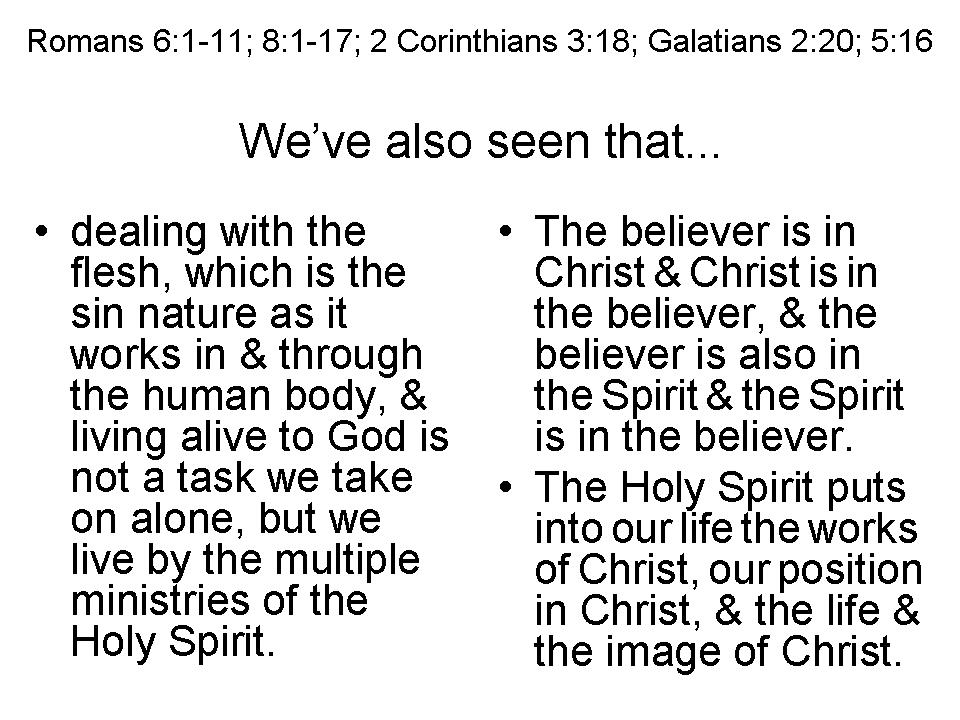 Romans 6:1-11; 8:1-17; 2 Corinthians 3:18; Galatians 2:20; 5:16
We’ve also seen that...
• dealing with the
flesh, which is the
sin nature as it
works in & through
the human body, &
living alive to God is
not a task we take
on alone, but we
live by the multiple
ministries of the
Holy Spirit.
• The believer is in
Christ & Christ is in
the believer, & the
believer is also in
the Spirit & the Spirit
is in the believer.
• The Holy Spirit puts
into our life the works
of Christ, our position
in Christ, & the life &
the image of Christ.